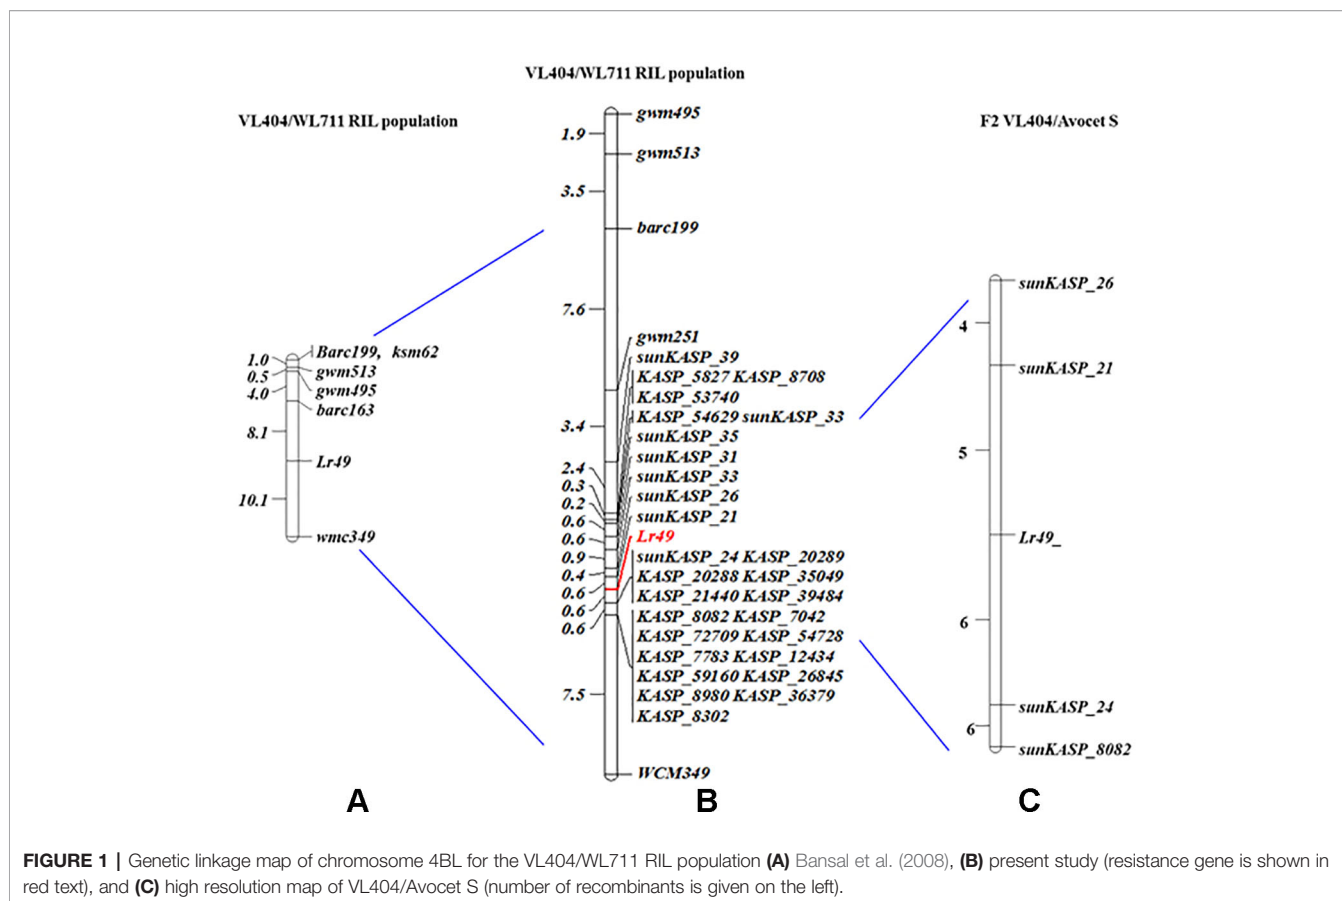 VL404/WL711 RIL population
1.0
0.5
4.0
8.1
10.1
Barc199, ksm62
gwm513
gwm495
barc163
Lr49
wmc349
A
VL404/WL711 RIL population
1.9
3.5
7.6
3.4
2.4
0.3
0.2
0.6
0.6
0.9
0.4
0.6
0.6
0.6
7.5
gwm495
gwm513
barc199
gwm251
sunKASP_39
KASP_5827 KASP_8708
KASP_53740
KASP_54629 sunKASP_33
sunKASP_35
sunKASP_31
sunKASP_33
sunKASP_26
sunKASP_21
Lr49
sunKASP_24 KASP_20289
KASP_20288 KASP_35049
KASP_21440 KASP_39484
KASP_8082 KASP_7042
KASP_72709 KASP_54728
KASP_7783 KASP_12434
KASP_59160 KASP_26845
KASP_8980 KASP_36379
KASP_8302
WCM349
B
F2 VL404/Avocet S
4
5
6
6
sunKASP_26
sunKASP_21
Lr49_
sunKASP_24
sunKASP_8082
C
FIGURE 1 | Genetic linkage map of chromosome 4BL for the VL404/WL711 RIL population (A) Bansal et al. (2008), (B) present study (resistance gene is shown in
red text), and (C) high resolution map of VL404/Avocet S (number of recombinants is given on the left).